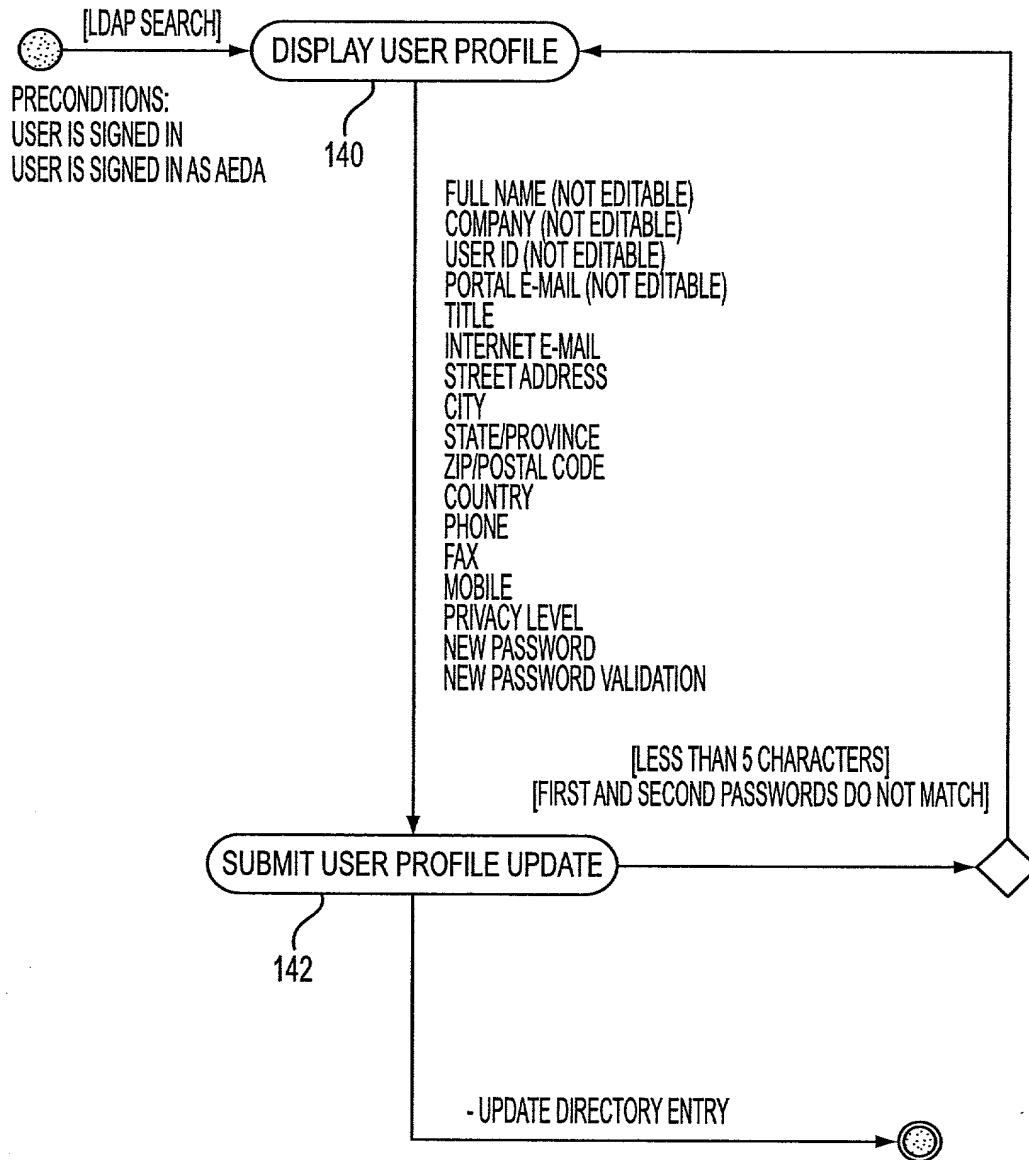 [LDAP SEARCH]
DISPLAY USER PROFILE
PRECONDITIONS:
USER IS SIGNED IN
USER IS SIGNED IN AS AEDA
140
FULL NAME (NOT EDITABLE)
COMPANY (NOT EDITABLE)
USER ID (NOT EDITABLE)
PORTAL E-MAIL (NOT EDITABLE)
TITLE
INTERNET E-MAIL
STREET ADDRESS
CITY
STATE/PROVINCE
ZIP/POSTAL CODE
COUNTRY
PHONE
FAX
MOBILE
PRIVACY LEVEL
NEW PASSWORD
NEW PASSWORD VALIDATION
[LESS THAN 5 CHARACTERS]
[FIRST AND SECOND PASSWORDS DO NOT MATCH]
SUBMIT USER PROFILE UPDATE
142
- UPDATE DIRECTORY ENTRY